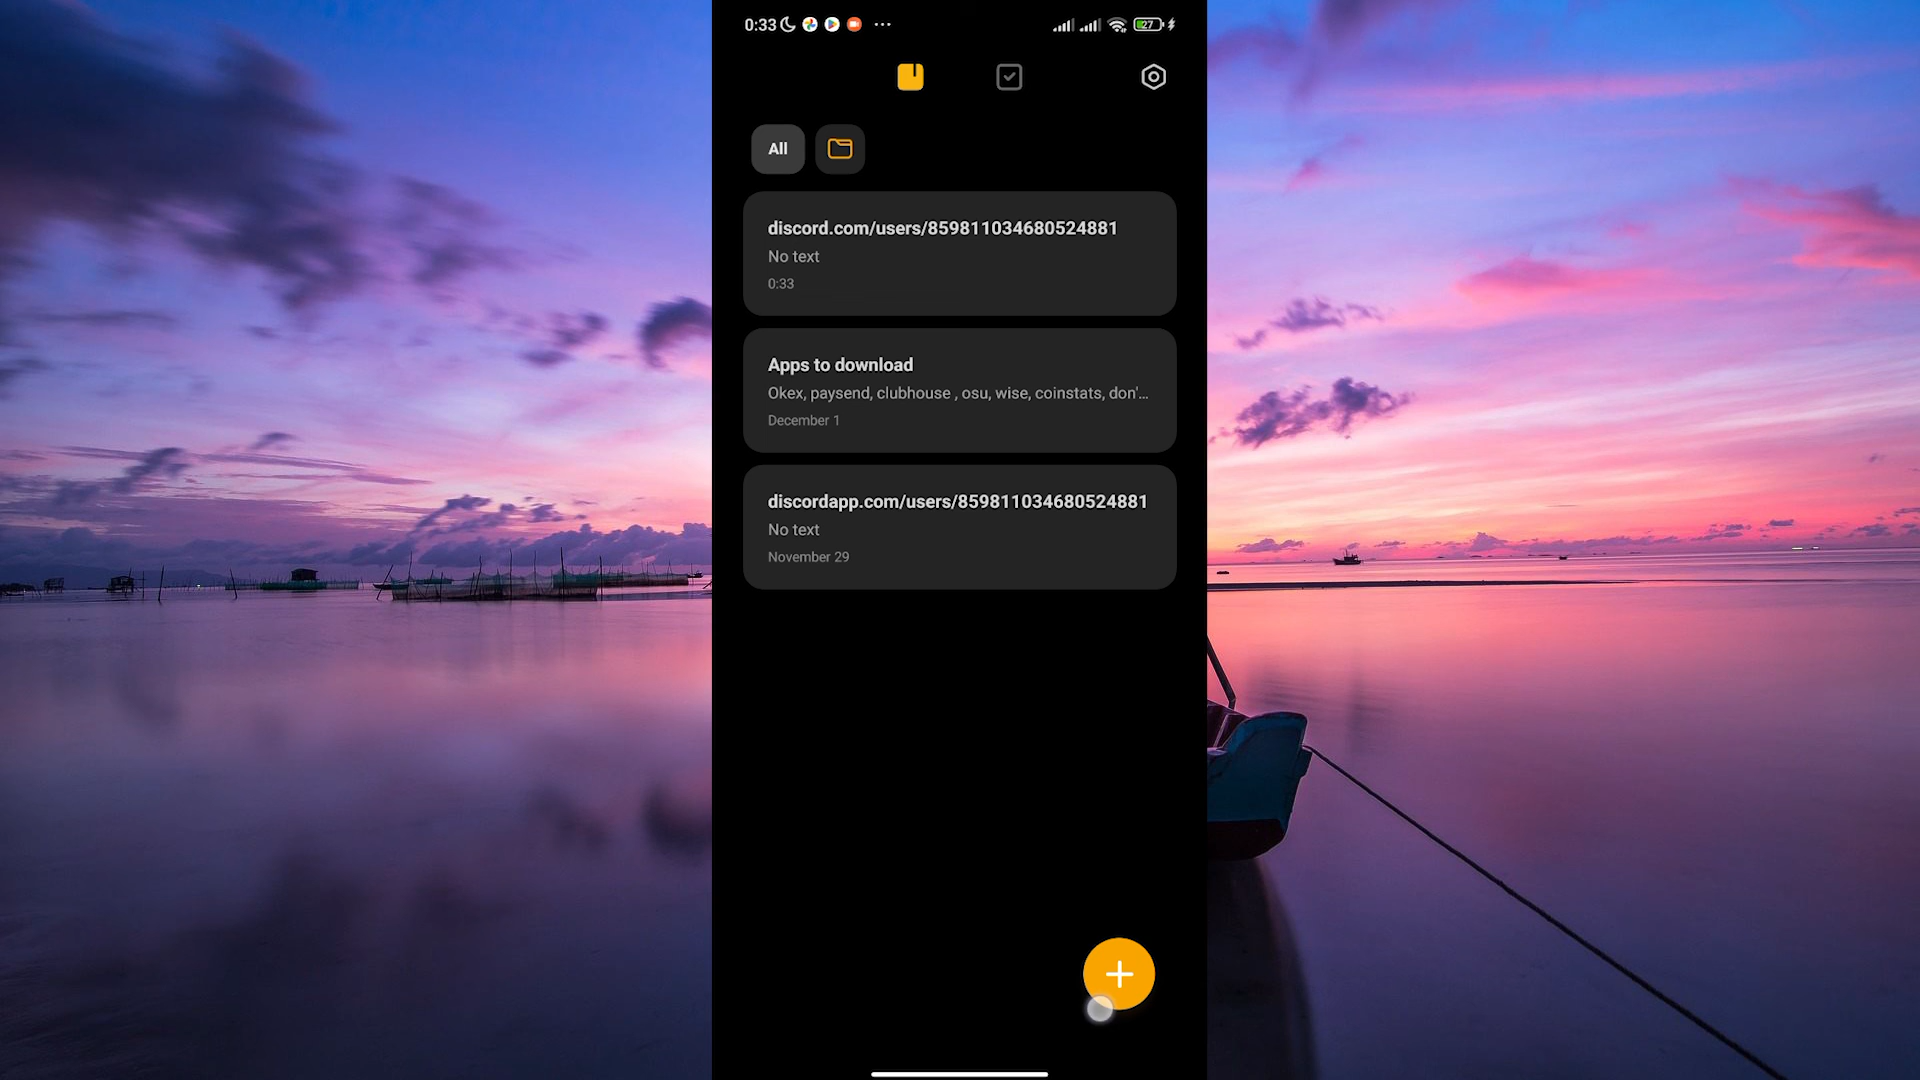 0:33
27
All
discord.com/users/859811034680524881
No text
0:33
Apps to download
Okex, paysend, clubhouse , osu, wise, coinstats, don'...
December 1
discordapp.com/users/859811034680524881
No text
November 29